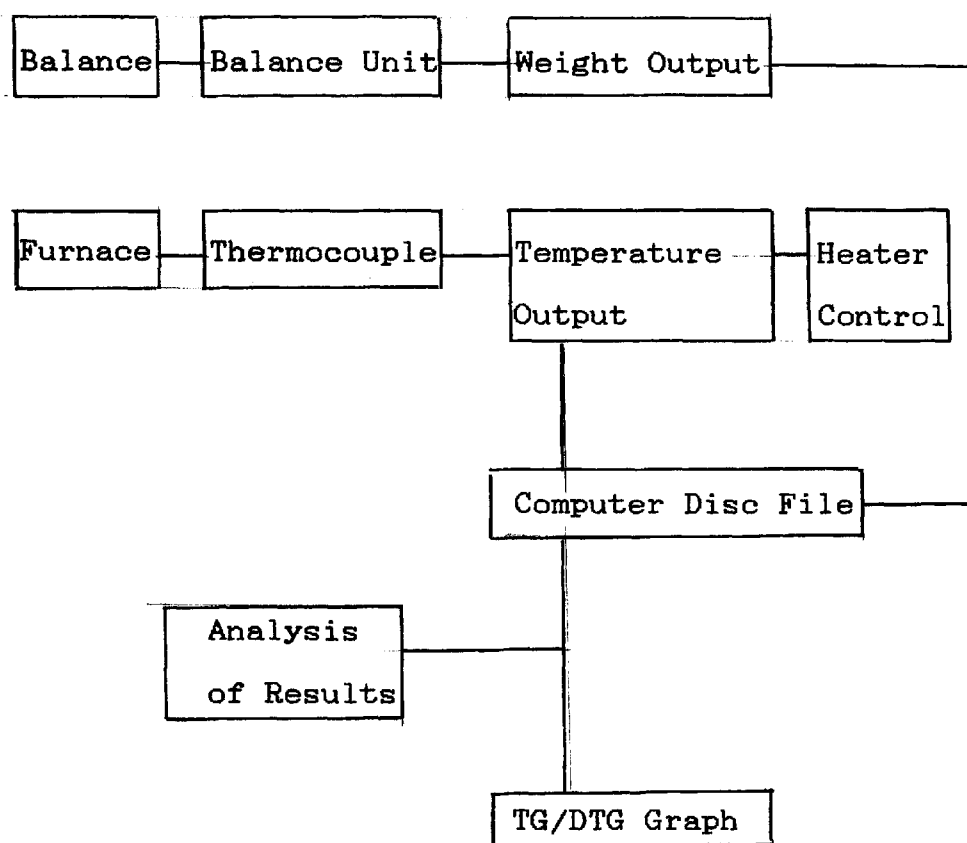 Balance Balance Unit Weight Output
Furnace Thermocouple Temperature Output Heater Control
Computer Disc File
Analysis
of Results
TG/DTG Graph